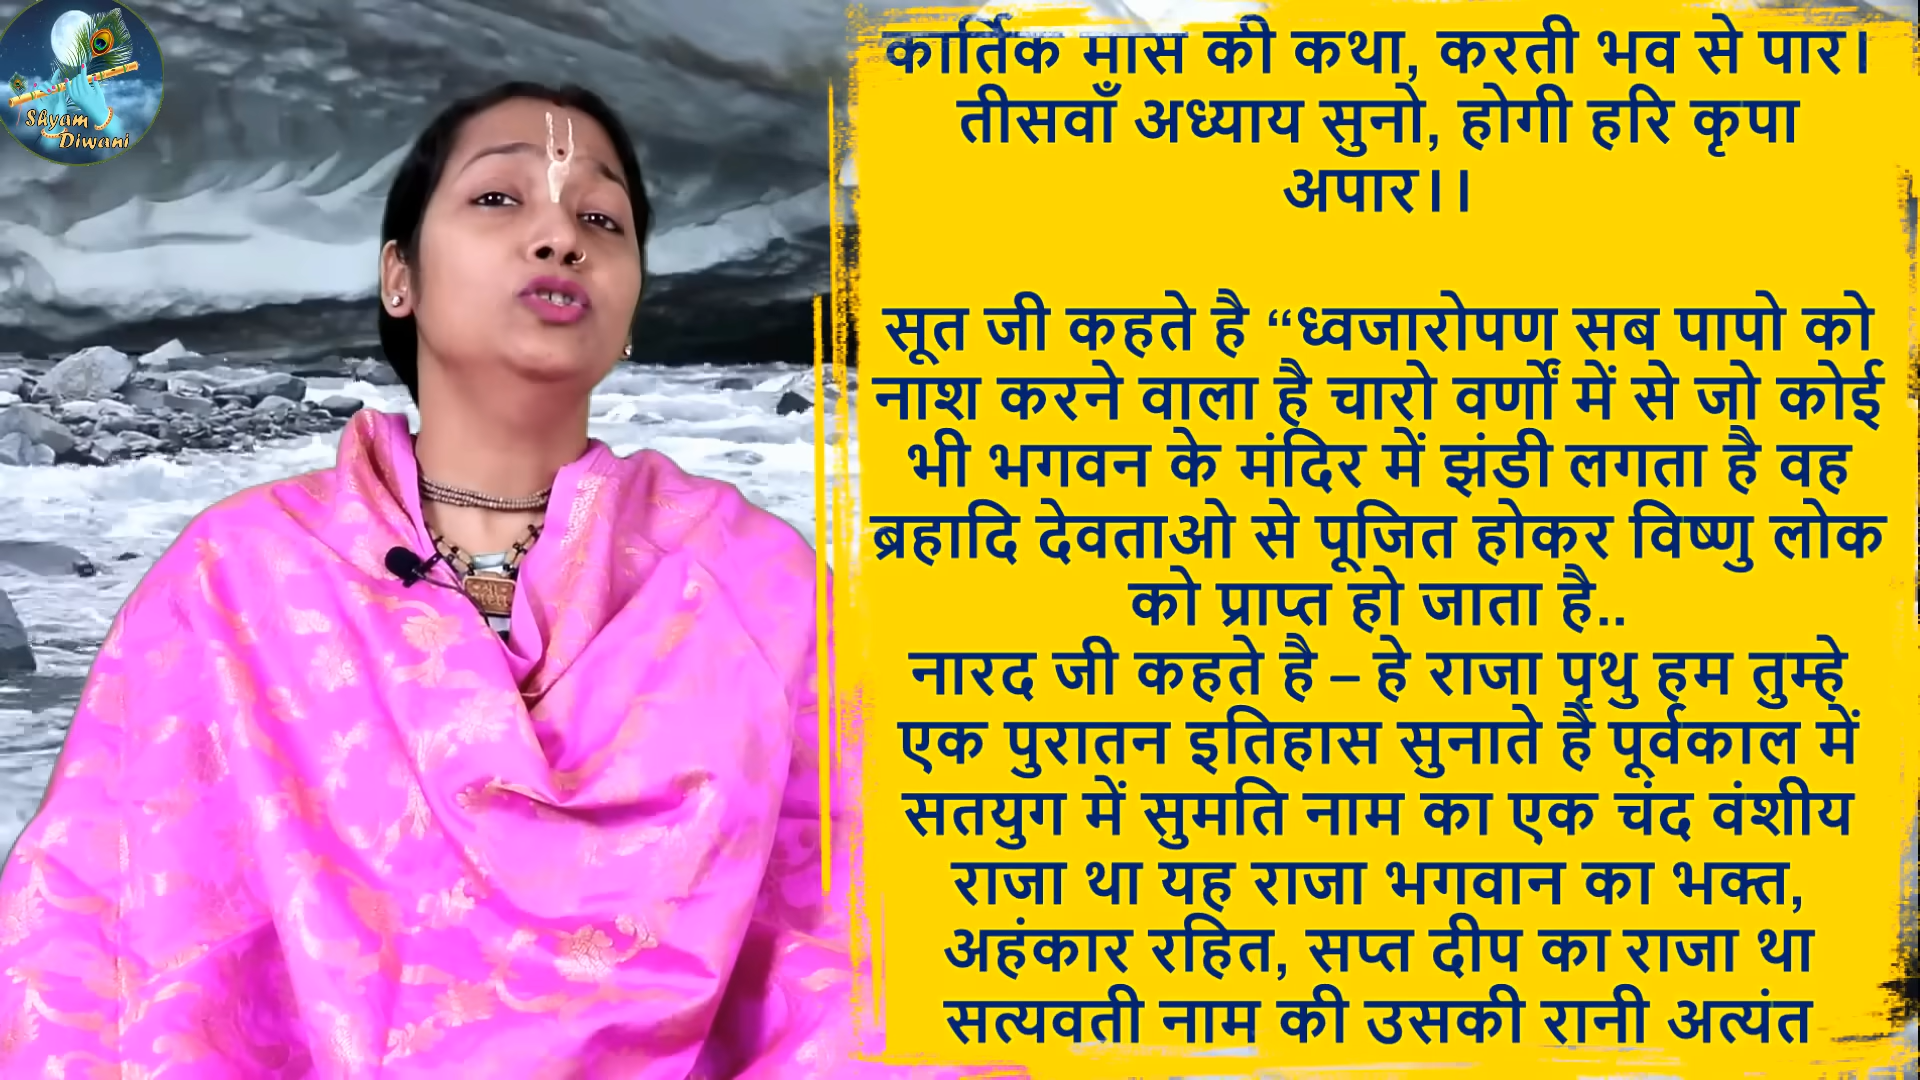 Shyam
Diwani
कार्तिक मास की कथा, करती भव से पार।
तीसवाँ अध्याय सुनो, होगी हरि कृपा
अपार।।
सूत जी कहते है “ध्वजारोपण सब पापो को
नाश करने वाला है चारो वर्णों में से जो कोई
भी भगवन के मंदिर में झंडी लगता है वह
ब्रहादि देवताओ से पूजित होकर विष्णु लोक
को प्राप्त हो जाता है..
नारद जी कहते है – हे राजा पृथु हम तुम्हे
एक पुरातन इतिहास सुनाते है पूर्वकाल में
सतयुग में सुमति नाम का एक चंद वंशीय
राजा था यह राजा भगवान का भक्त,
अहंकार रहित, सप्त दीप का राजा था
सत्यवती नाम की उसकी रानी अत्यंत